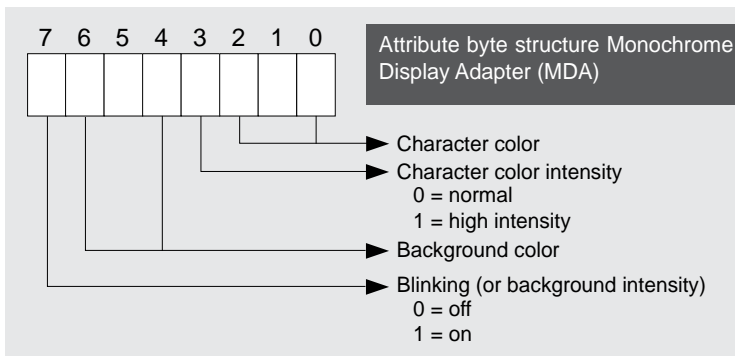 7 6 5 4 3 2 1 0
Attribute byte structure Monochrome
Display Adapter (MDA)
Character color
Character color intensity
0 = normal
1 = high intensity
Background color
Blinking (or background intensity)
0 = off
1 = on